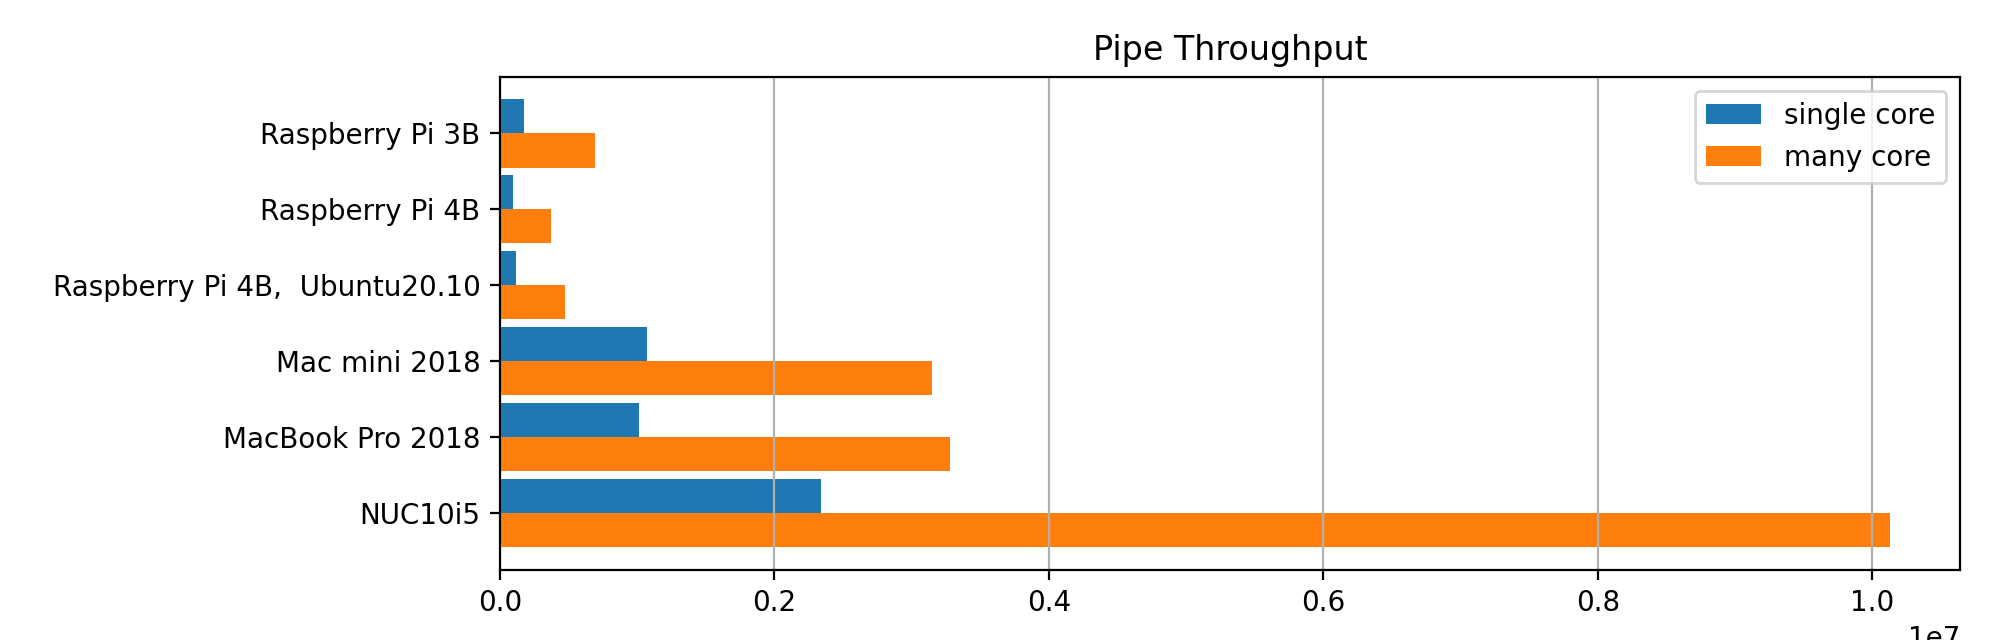 Pipe Throughput
single core
many core
Raspberry Pi 3B
Raspberry Pi 4B
Raspberry Pi 4B,  Ubuntu20.10
Mac mini 2018
MacBook Pro 2018
NUC10i5
0.0 0.2 0.4 0.6 0.8 1.0
1e7